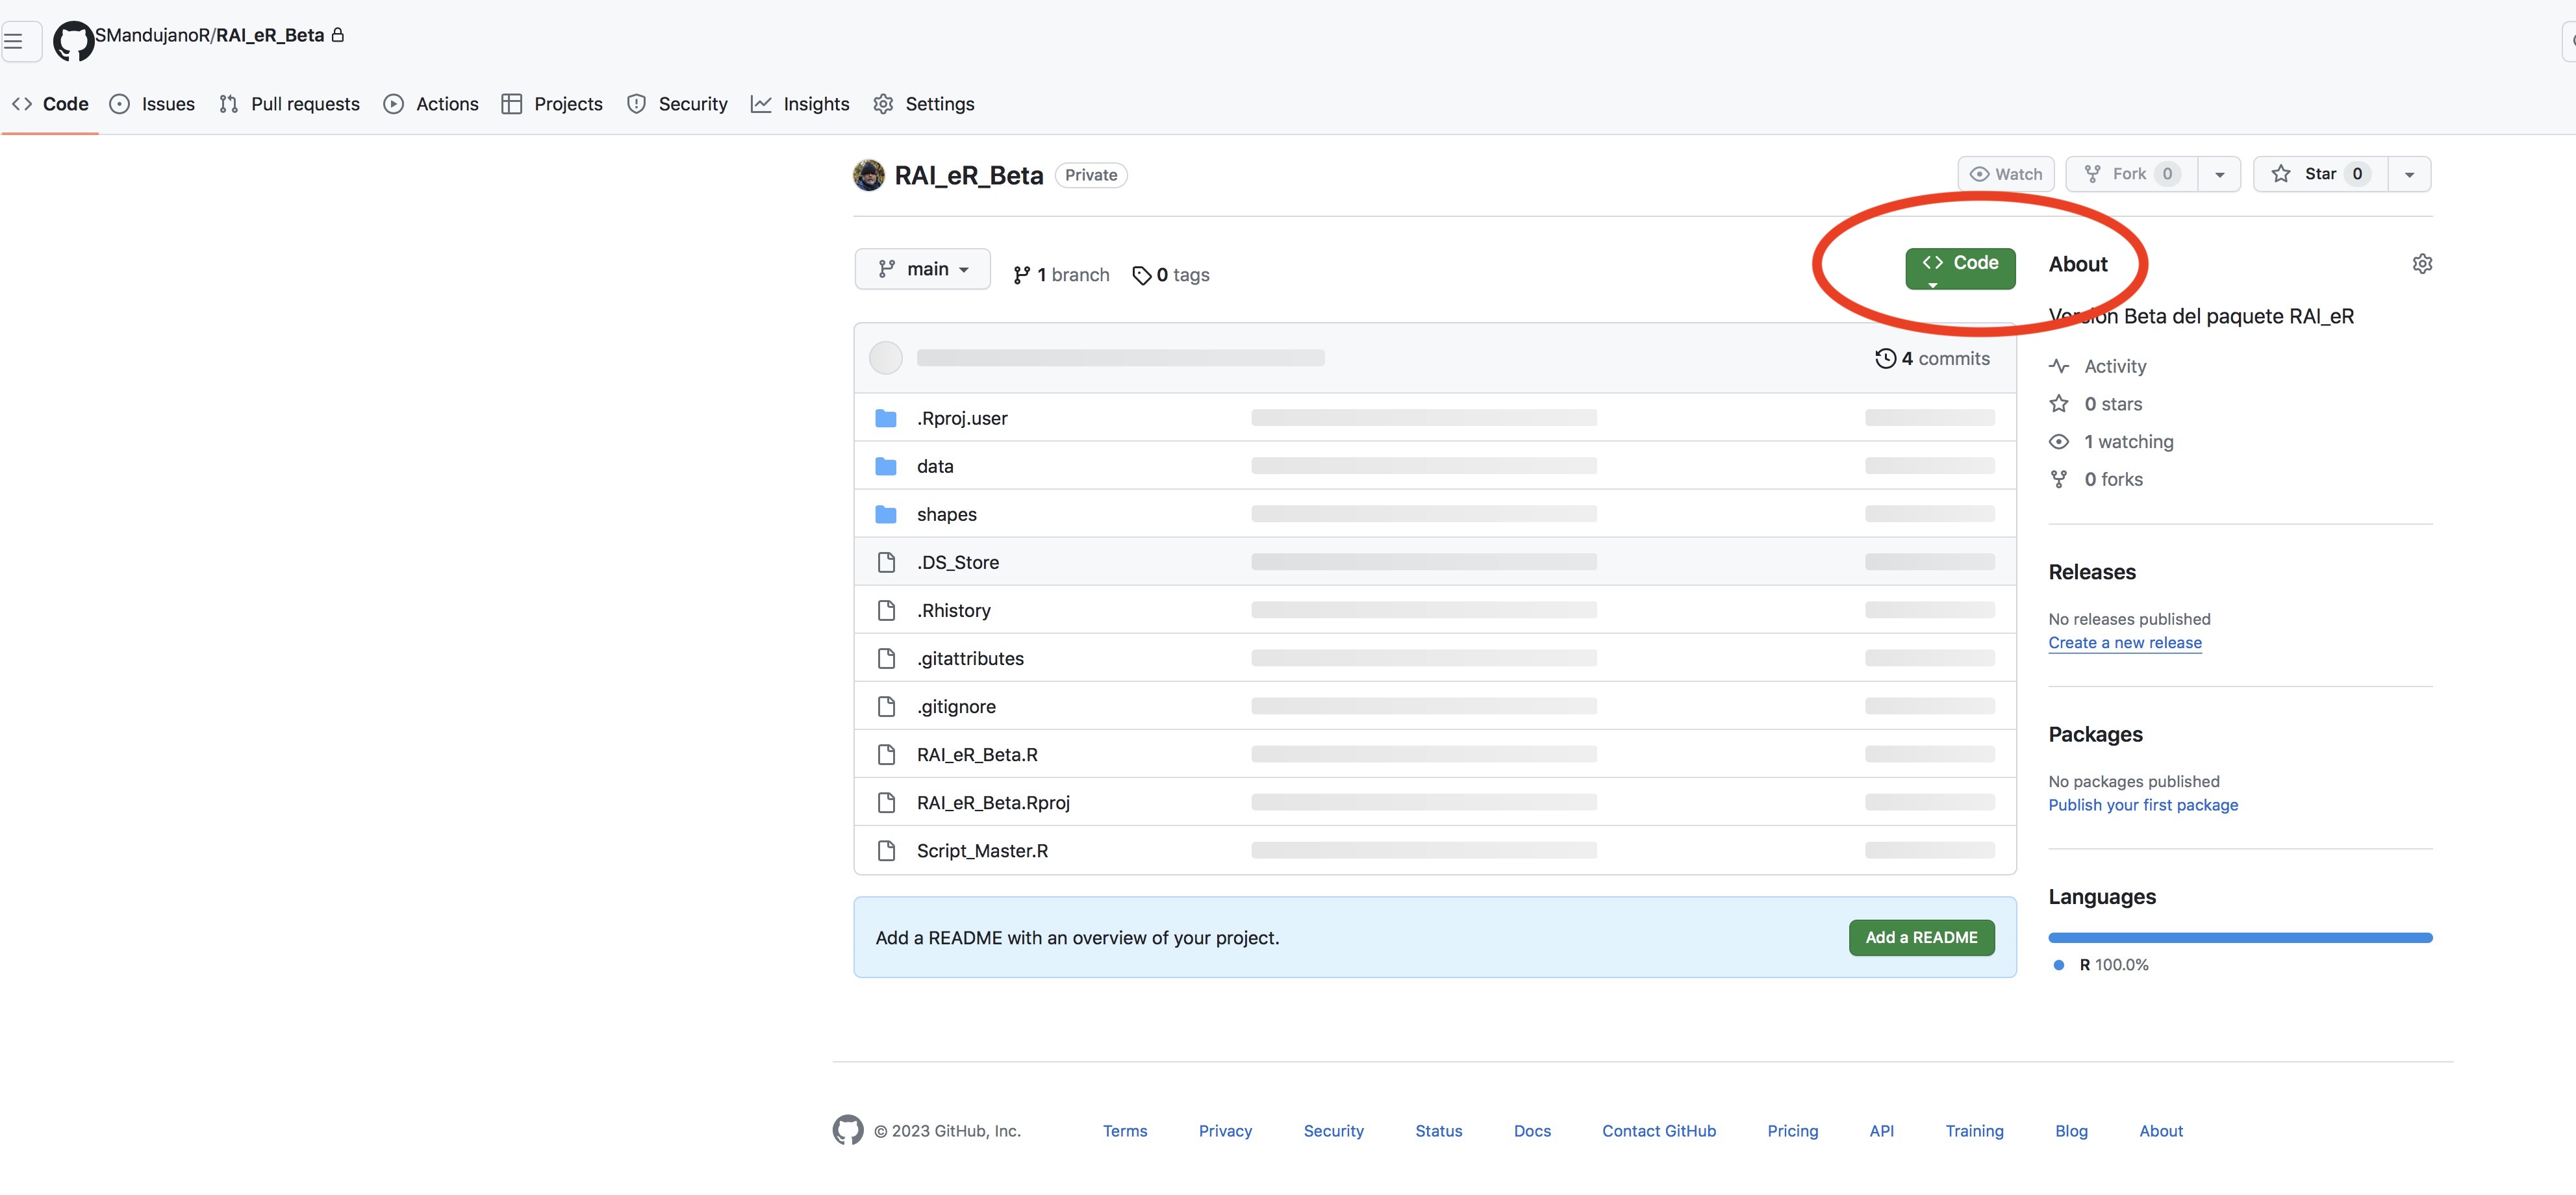 SMandujanoR/RAI_eR_Beta
Code Issues Pull requests Actions Projects Security Insights Settings
RAI_eR_Beta Private
Watch Fork 0 Star 0
main 1 branch 0 tags
Code
4 commits
.Rproj.user
data
shapes
.DS_Store
.Rhistory
.gitattributes
.gitignore
RAI_eR_Beta.R
RAI_eR_Beta.Rproj
Script_Master.R
Add a README with an overview of your project.
Add a README
About
Versión Beta del paquete RAI_eR
Activity
0 stars
1 watching
0 forks
Releases
No releases published
Create a new release
Packages
No packages published
Publish your first package
Languages
R 100.0%
© 2023 GitHub, Inc. Terms Privacy Security Status Docs Contact GitHub Pricing API Training Blog About